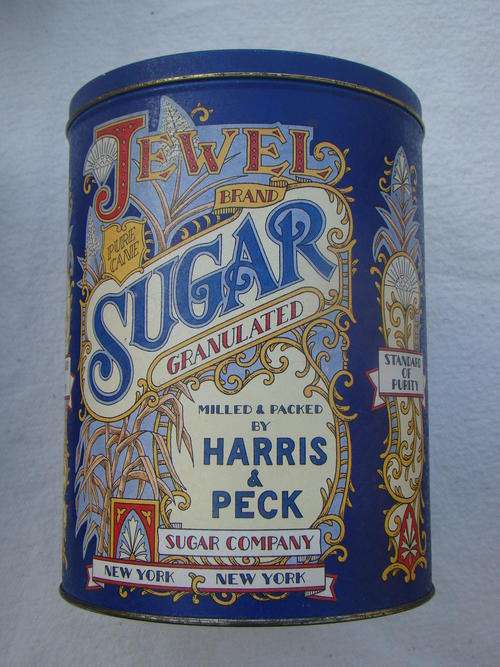 JEWEL
BRAND
PURE
CANE
SUGAR
GRANULATED
MILLED & PACKED
BY
HARRIS
&
PECK
SUGAR COMPANY
NEW YORK NEW YORK
STANDARD
OF
PURITY